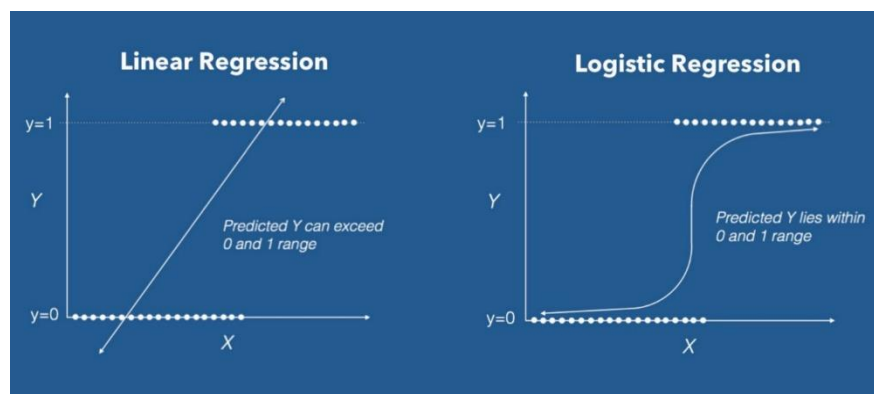 Linear Regression
y=1
Y
Predicted Y can exceed
0 and 1 range
y=0
X
Logistic Regression
y=1
Y
Predicted Y lies within
0 and 1 range
y=0
X